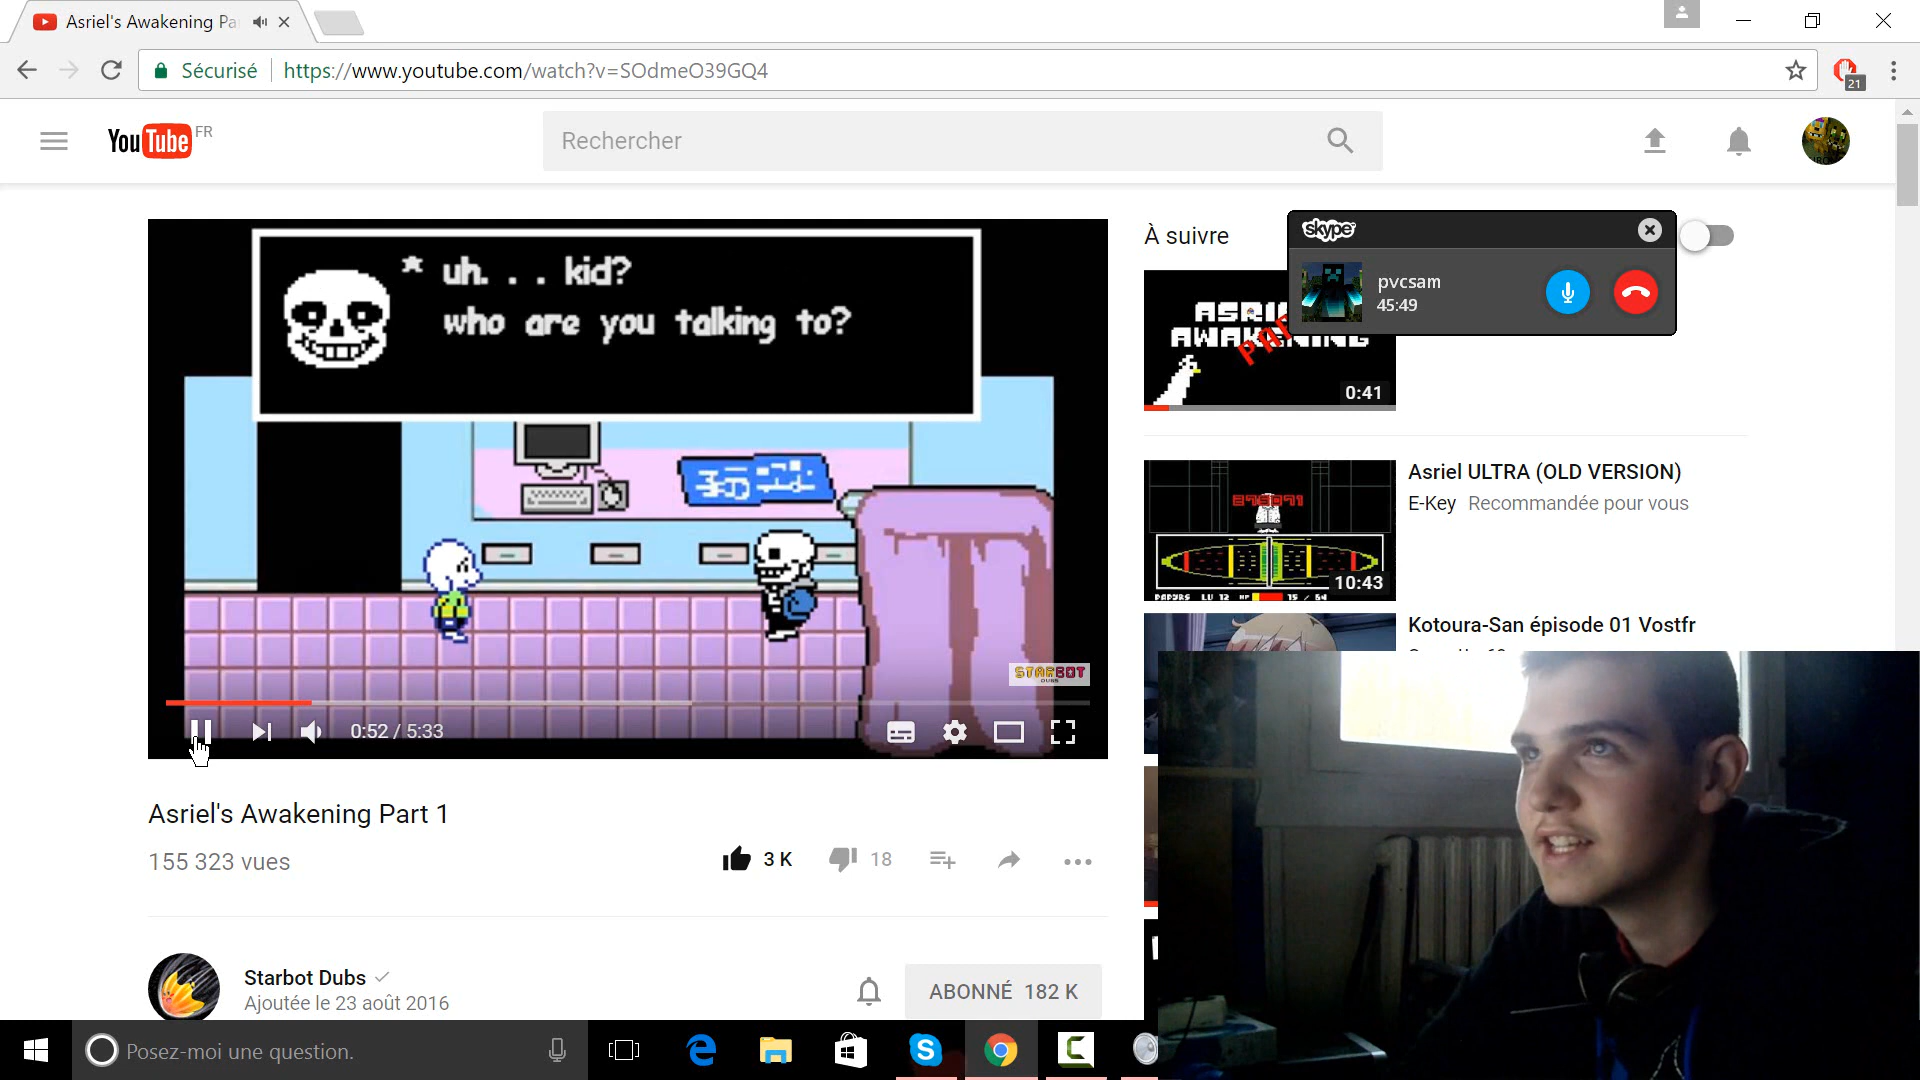 Asriel's Awakening Pa
Sécurisé
https://www.youtube.com/watch?v=SOdmeO39GQ4
21
YouTube FR
Rechercher
* uh. . . kid?
who are you talking to?
STARBOT
DUBS
0:52 / 5:33
Asriel's Awakening Part 1
155 323 vues
3 K
18
Starbot Dubs
Ajoutée le 23 août 2016
ABONNÉ 182 K
À suivre
skype
pvcsam
45:49
0:41
Asriel ULTRA (OLD VERSION)
E-Key Recommandée pour vous
10:43
Kotoura-San épisode 01 Vostfr
Posez-moi une question.